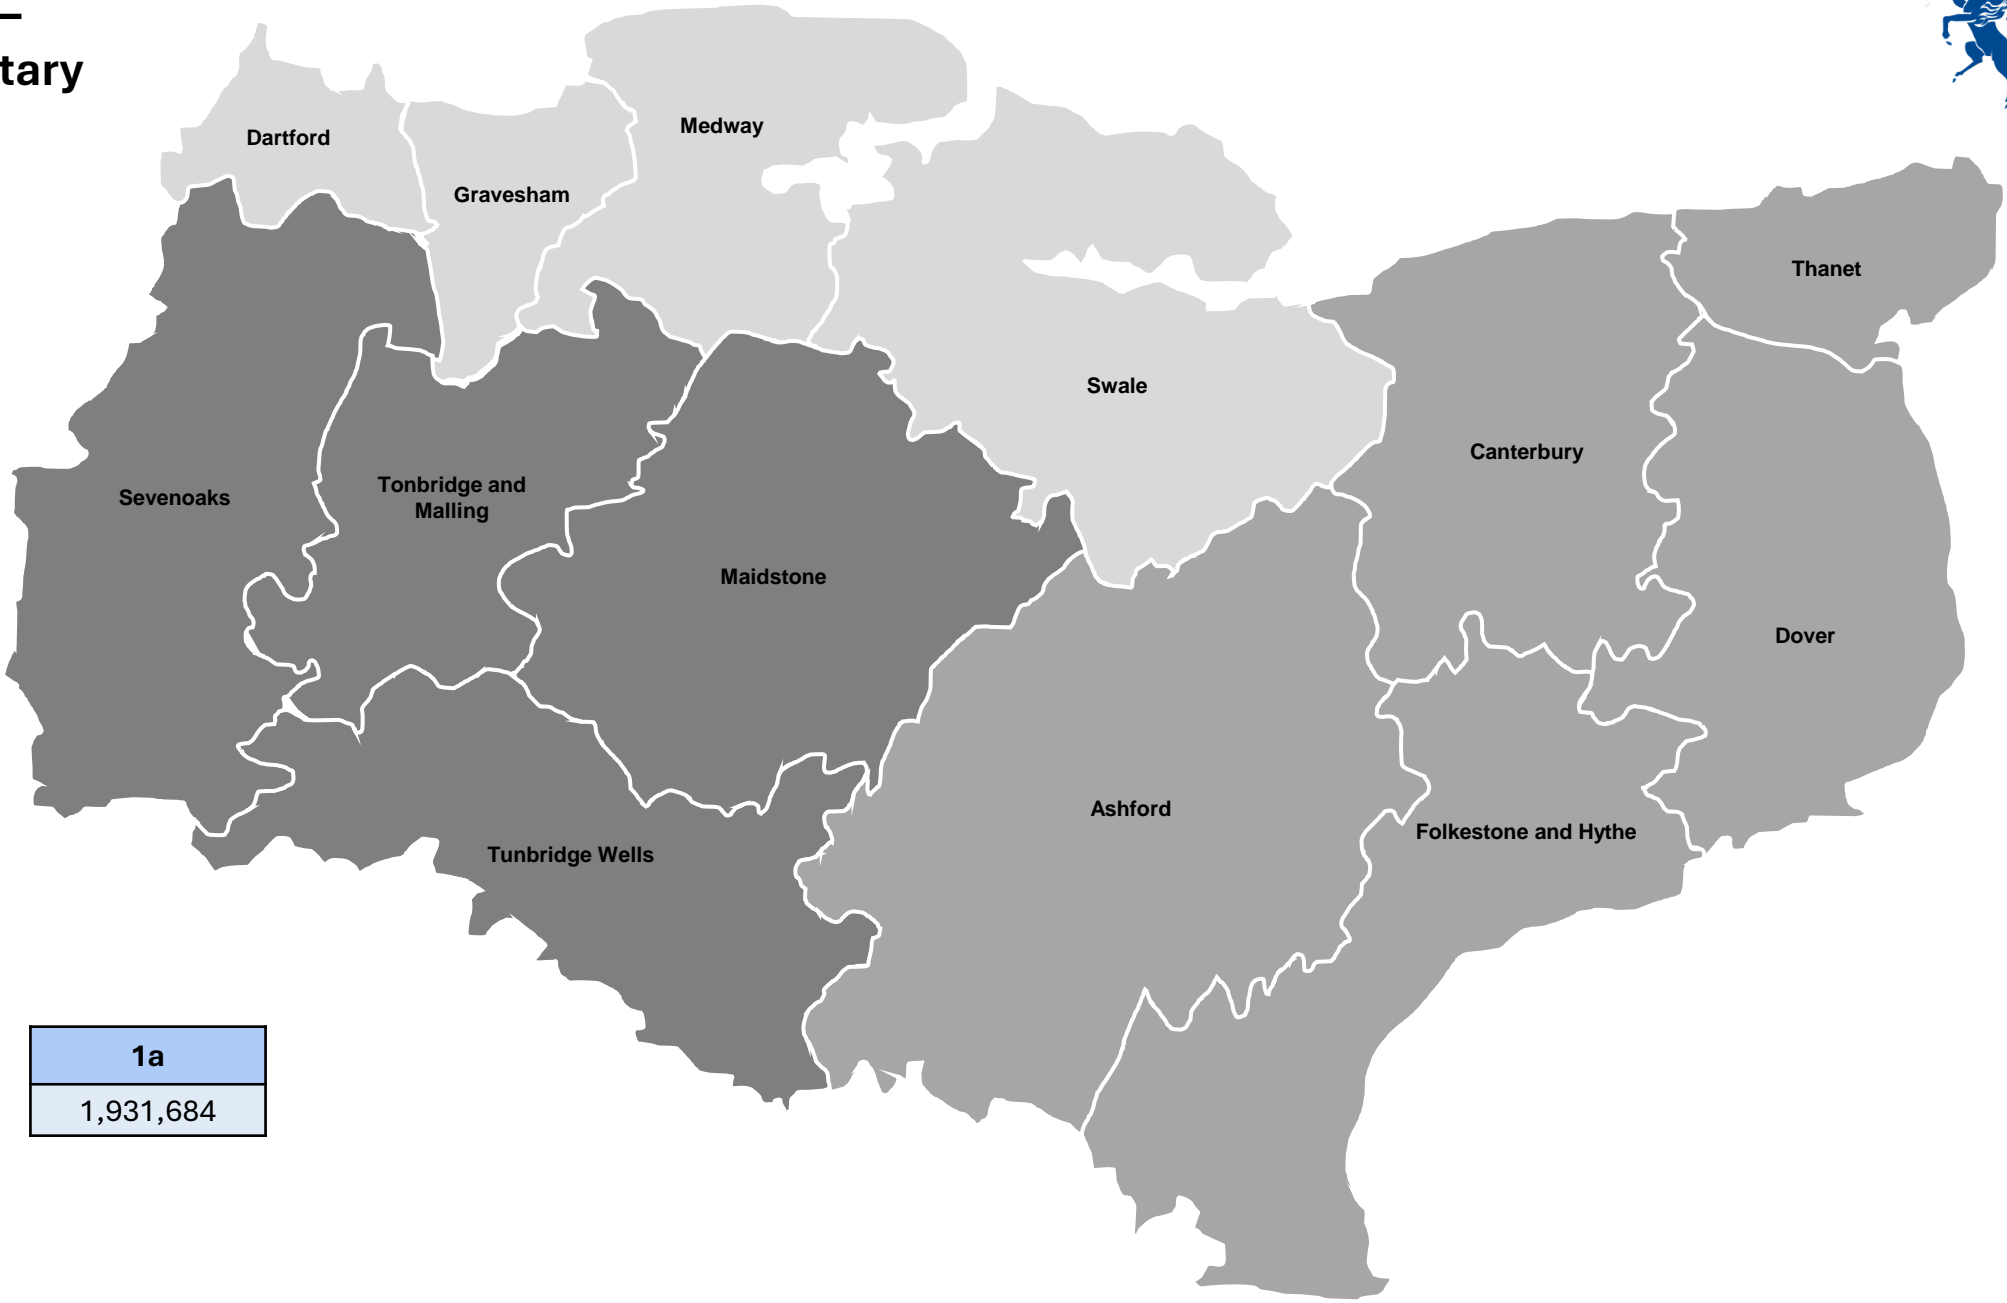 –
tary
Dartford
Medway
Gravesham
Thanet
Swale
Canterbury
Sevenoaks
Tonbridge and
Malling
Maidstone
Dover
Ashford
Folkestone and Hythe
Tunbridge Wells
1a
1,931,684